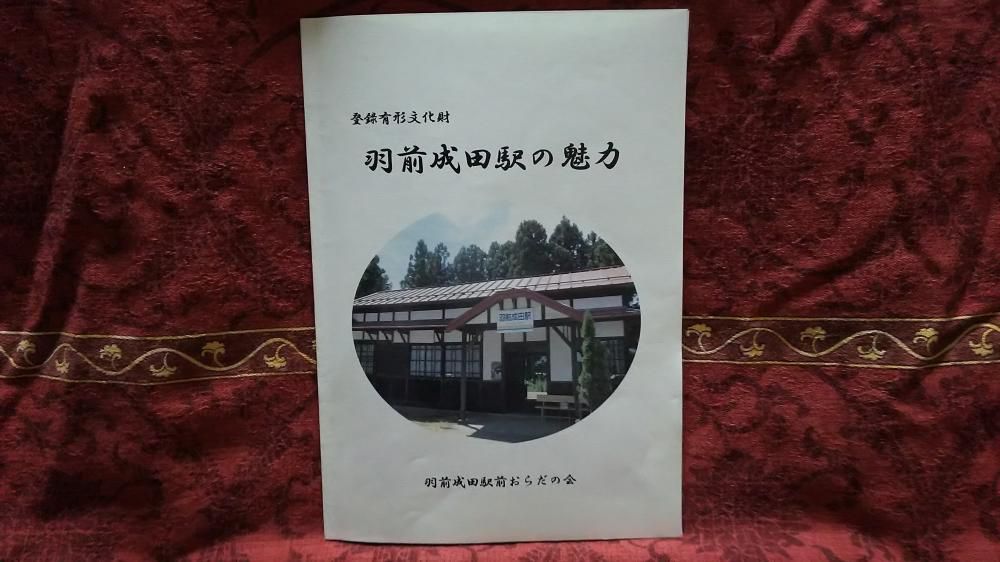 登録有形文化財
羽前成田駅の魅力
羽前成田駅
羽前成田駅前おらだの会